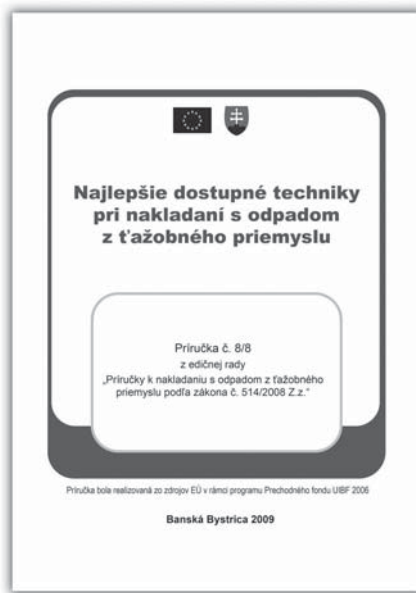 Najlepšie dostupné techniky
pri nakladaní s odpadom
z ťažobného priemyslu
Príručka č. 8/8
z edičnej rady
„Príručky k nakladaniu s odpadom z ťažobného
priemyslu podľa zákona č. 514/2008 Z.z.“
Príručka bola realizovaná zo zdrojov EÚ v rámci programu Prechodného fondu UIBF 2006
Banská Bystrica 2009